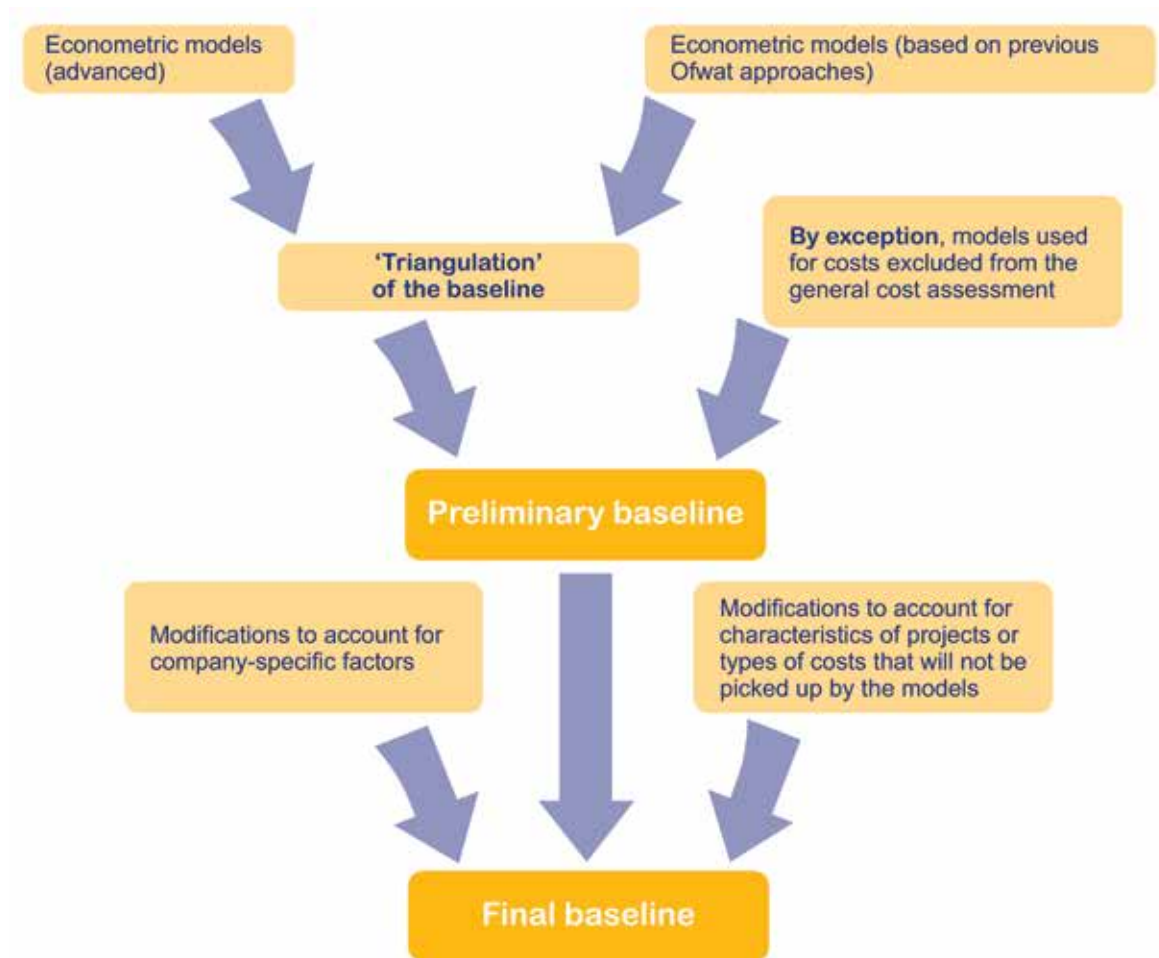 Econometric models
(advanced)
Econometric models (based on previous
Ofwat approaches)
‘Triangulation’
of the baseline
By exception, models used
for costs excluded from the
general cost assessment
Preliminary baseline
Modifications to account for
company-specific factors
Modifications to account for
characteristics of projects or
types of costs that will not be
picked up by the models
Final baseline